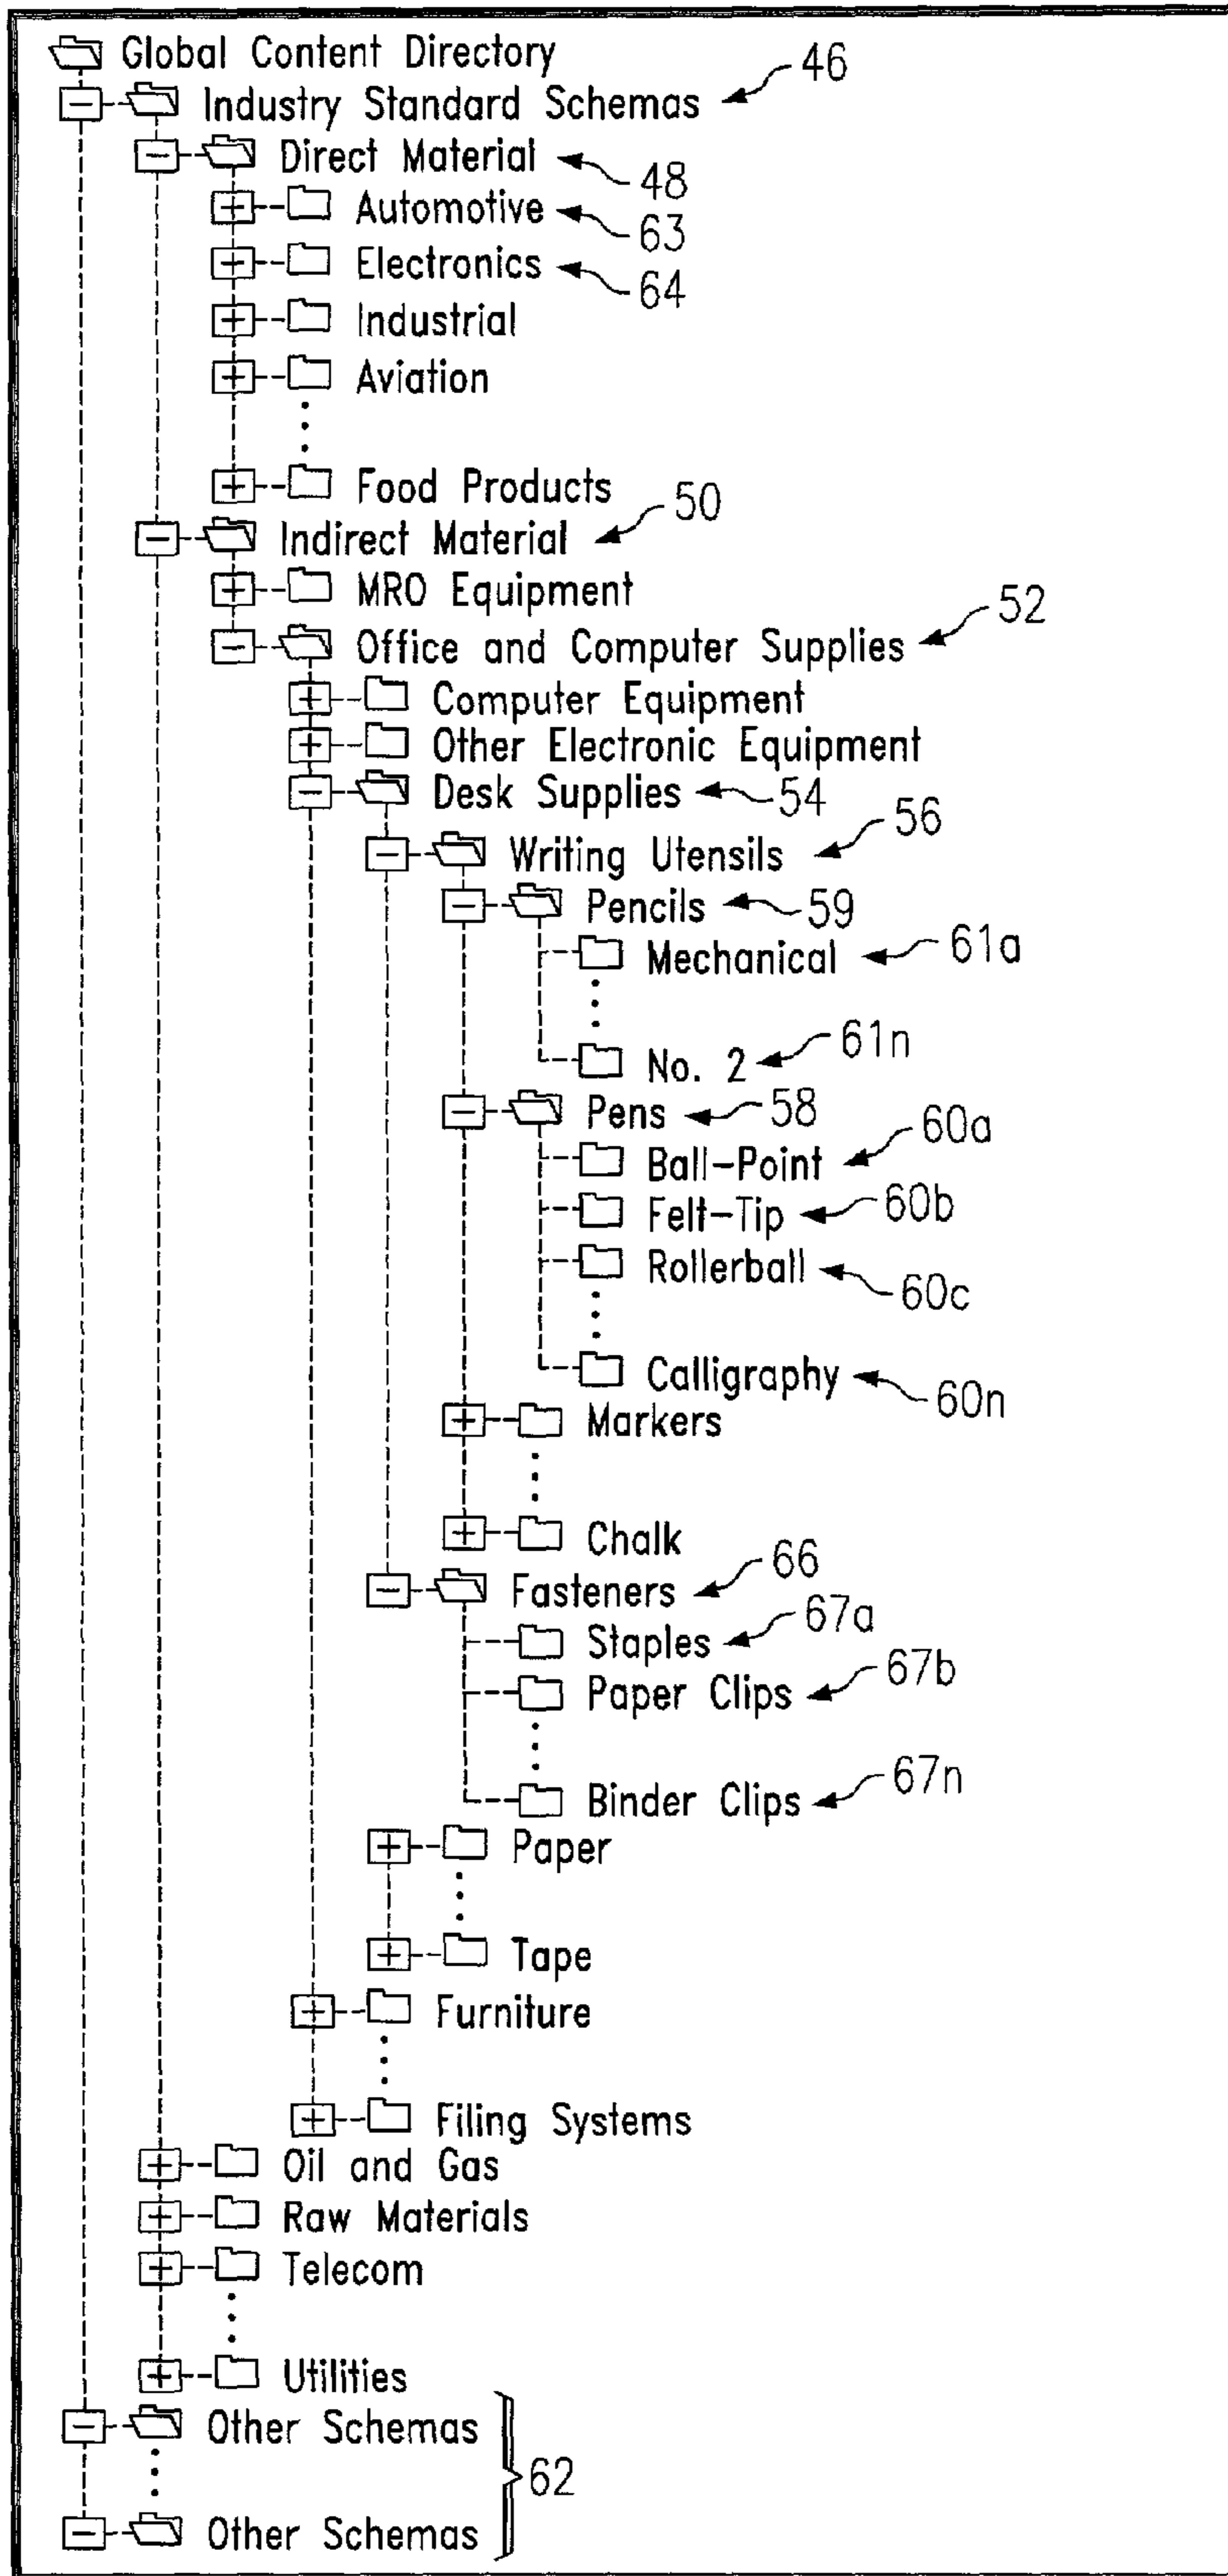 Global Content Directory
Industry Standard Schemas 46
Direct Material 48
Automotive 63
Electronics 64
Industrial
Aviation
Food Products
Indirect Material 50
MRO Equipment
Office and Computer Supplies 52
Computer Equipment
Other Electronic Equipment
Desk Supplies 54
Writing Utensils 56
Pencils 59
Mechanical 61a
No. 2 61n
Pens 58
Ball-Point 60a
Felt-Tip 60b
Rollerball 60c
Calligraphy 60n
Markers
Chalk
Fasteners 66
Staples 67a
Paper Clips 67b
Binder Clips 67n
Paper
Tape
Furniture
Filing Systems
Oil and Gas
Raw Materials
Telecom
Utilities
Other Schemas
62
Other Schemas